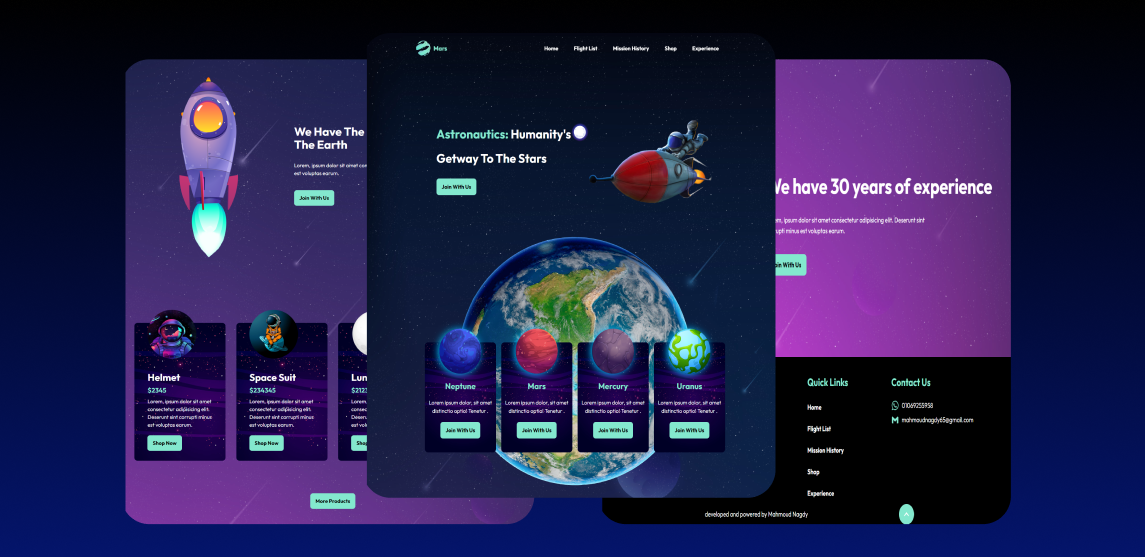 Mars
Home
Flight List
Mission History
Shop
Experience
Astronautics: Humanity's
Getway To The Stars
Join With Us
Neptune
Lorem, ipsum dolor, sit amet
distinctio optio! Tenetur .
Join With Us
Mars
Lorem, ipsum dolor, sit amet
distinctio optio! Tenetur .
Join With Us
Mercury
Lorem, ipsum dolor, sit amet
distinctio optio! Tenetur .
Join With Us
Uranus
Lorem, ipsum dolor, sit amet
distinctio optio! Tenetur .
Join With Us
We Have The
The Earth
Lorem, ipsum dolor sit amet
est voluptas earum.
Join With Us
Helmet
$2345
Lorem, ipsum dolor sit amet
consectetur adipisicing elit.
Deserunt sint corrupti minus
est voluptas earum.
Shop Now
Space Suit
$234345
Lorem, ipsum dolor sit amet
consectetur adipisicing elit.
Deserunt sint corrupti minus
est voluptas earum.
Shop Now
More Products
We have 30 years of experience
ipsum dolor sit amet consectetur adipisicing elit. Deserunt sint
minus est voluptas earum.
Join With Us
Quick Links
Home
Flight List
Mission History
Shop
Experience
Contact Us
01069255958
mahmoudnagdy65@gmail.com
developed and powered by Mahmoud Nagdy